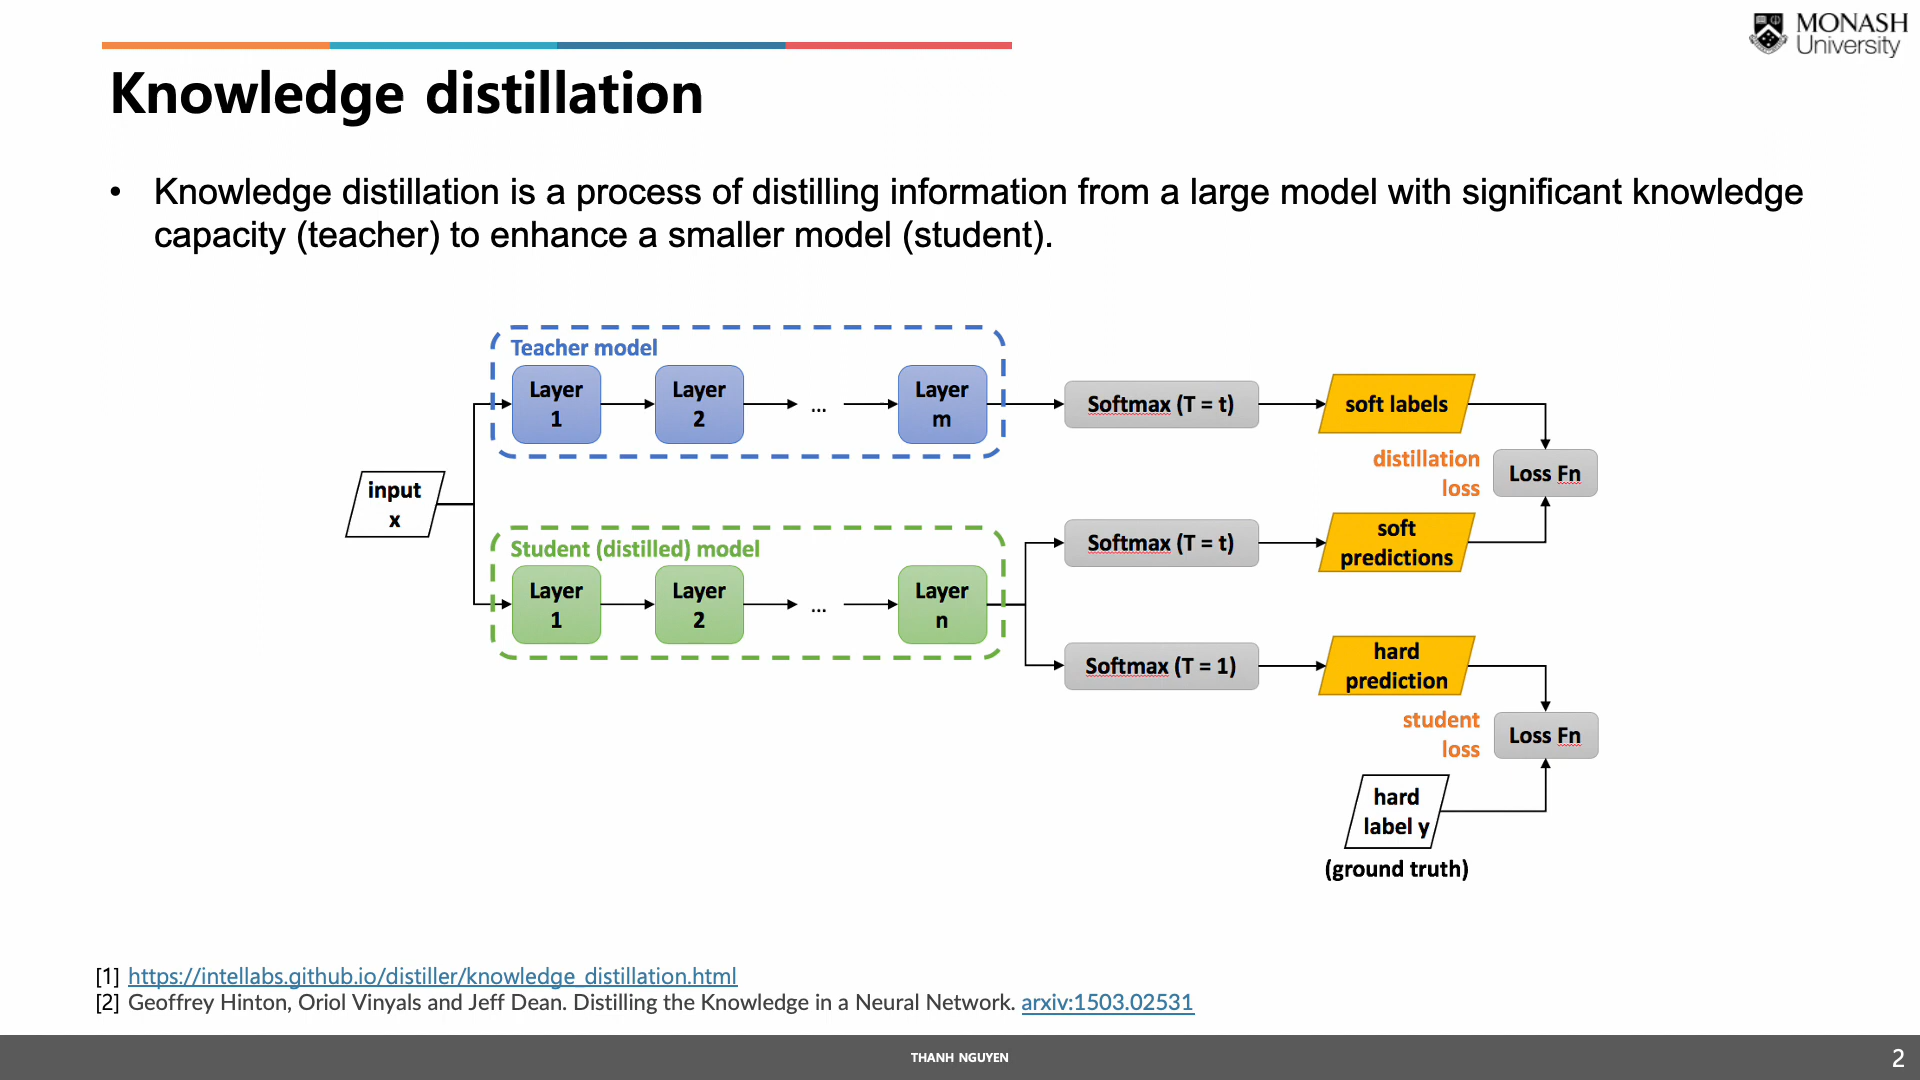 MONASH
University
Knowledge distillation
• Knowledge distillation is a process of distilling information from a large model with significant knowledge
capacity (teacher) to enhance a smaller model (student).
Teacher model
Layer
1
Layer
2
...
Layer
m
Softmax (T = t)
soft labels
distillation
loss
Loss Fn
input
x
Student (distilled) model
Layer
1
Layer
2
...
Layer
n
Softmax (T = t)
soft
predictions
Softmax (T = 1)
hard
prediction
student
loss
Loss Fn
hard
label y
(ground truth)
[1] https://intellabs.github.io/distiller/knowledge_distillation.html
[2] Geoffrey Hinton, Oriol Vinyals and Jeff Dean. Distilling the Knowledge in a Neural Network. arxiv:1503.02531
THANH NGUYEN
2